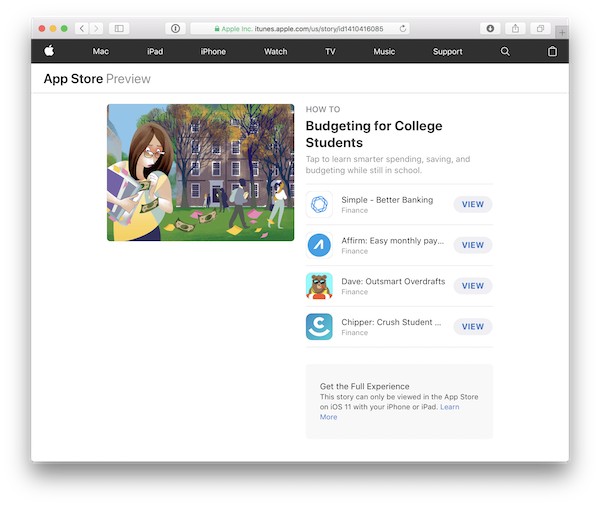 Apple Inc. itunes.apple.com/us/story/id1410416085
Mac iPad iPhone Watch TV Music Support
App Store Preview
HOW TO
Budgeting for College
Students
Tap to learn smarter spending, saving, and
budgeting while still in school.
Simple - Better Banking
Finance
VIEW
Affirm: Easy monthly pay...
Finance
VIEW
Dave: Outsmart Overdrafts
Finance
VIEW
Chipper: Crush Student ...
Finance
VIEW
Get the Full Experience
This story can only be viewed in the App Store
on iOS 11 with your iPhone or iPad. Learn
More